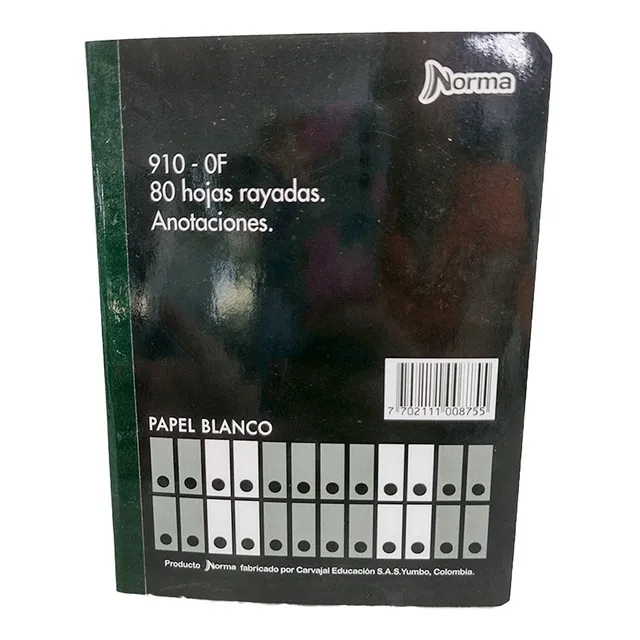 Norma
910 - 0F
80 hojas rayadas.
Anotaciones.
7 702111 008755
PAPEL BLANCO
Producto Norma fabricado por Carvajal Educación S.A.S.Yumbo, Colombia.